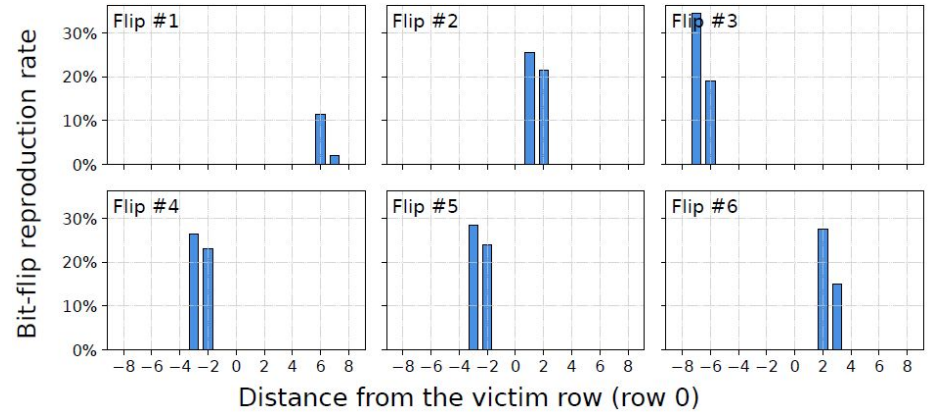 Bit-flip reproduction rate
Flip #1
Flip #2
Flip #3
30%
20%
10%
0%
Flip #4
Flip #5
Flip #6
30%
20%
10%
0%
−8 −6 −4 −2 0 2 4 6 8
−8 −6 −4 −2 0 2 4 6 8
−8 −6 −4 −2 0 2 4 6 8
Distance from the victim row (row 0)